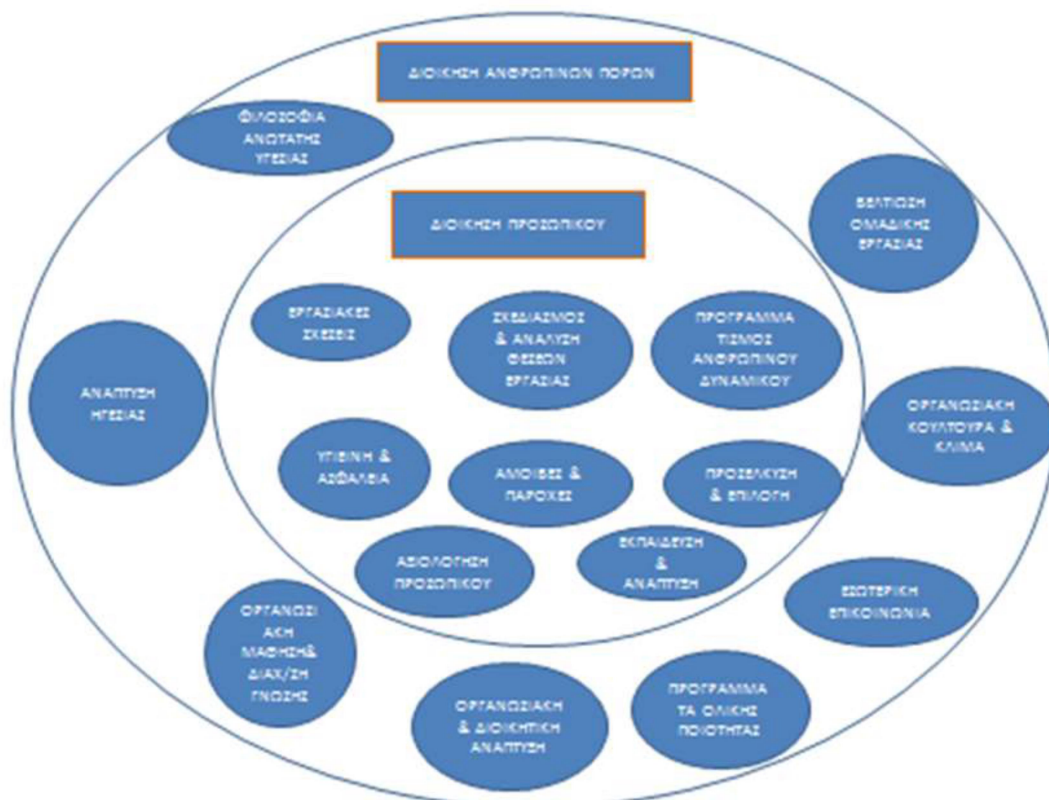 ΔΙΟΙΚΗΣΗ ΑΝΘΡΩΠΙΝΩΝ ΠΟΡΩΝ
ΦΙΛΟΣΟΦΙΑ
ΑΝΩΤΑΤΗΣ
ΥΓΕΣΙΑΣ
ΔΙΟΙΚΗΣΗ ΠΡΟΣΩΠΙΚΟΥ
ΒΕΛΤΙΩΣΗ
ΟΜΑΔΙΚΗΣ
ΕΡΓΑΣΙΑΣ
ΕΡΓΑΣΙΑΚΕΣ
ΣΧΕΣΕΙΣ
ΣΧΕΔΙΑΣΜΟΣ
& ΑΝΑΛΥΣΗ
ΘΕΣΕΩΝ
ΕΡΓΑΣΙΑΣ
ΠΡΟΓΡΑΜΜΑ
ΤΙΣΜΟΣ
ΑΝΘΡΩΠΙΝΟΥ
ΔΥΝΑΜΙΚΟΥ
ΑΝΑΠΤΥΞΗ
ΗΓΕΣΙΑΣ
ΟΡΓΑΝΩΣΙΑΚΗ
ΚΟΥΛΤΟΥΡΑ &
ΚΛΙΜΑ
ΥΓΙΕΙΝΗ &
ΑΣΦΑΛΕΙΑ
ΑΜΟΙΒΕΣ &
ΠΑΡΟΧΕΣ
ΠΡΟΣΕΛΚΥΣΗ
& ΕΠΙΛΟΓΗ
ΑΞΙΟΛΟΓΗΣΗ
ΠΡΟΣΩΠΙΚΟΥ
ΕΚΠΑΙΔΕΥΣΗ
&
ΑΝΑΠΤΥΞΗ
ΕΣΩΤΕΡΙΚΗ
ΕΠΙΚΟΙΝΩΝΙΑ
ΟΡΓΑΝΩΣΙ
ΑΚΗ
ΜΑΘΗΣΗ&
ΔΙΑΧ/ΣΗ
ΓΝΩΣΗΣ
ΟΡΓΑΝΩΣΙΑΚΗ
& ΔΙΟΙΚΗΤΙΚΗ
ΑΝΑΠΤΥΞΗ
ΠΡΟΓΡΑΜΜΑ
ΤΑ ΟΛΙΚΗΣ
ΠΟΙΟΤΗΤΑΣ